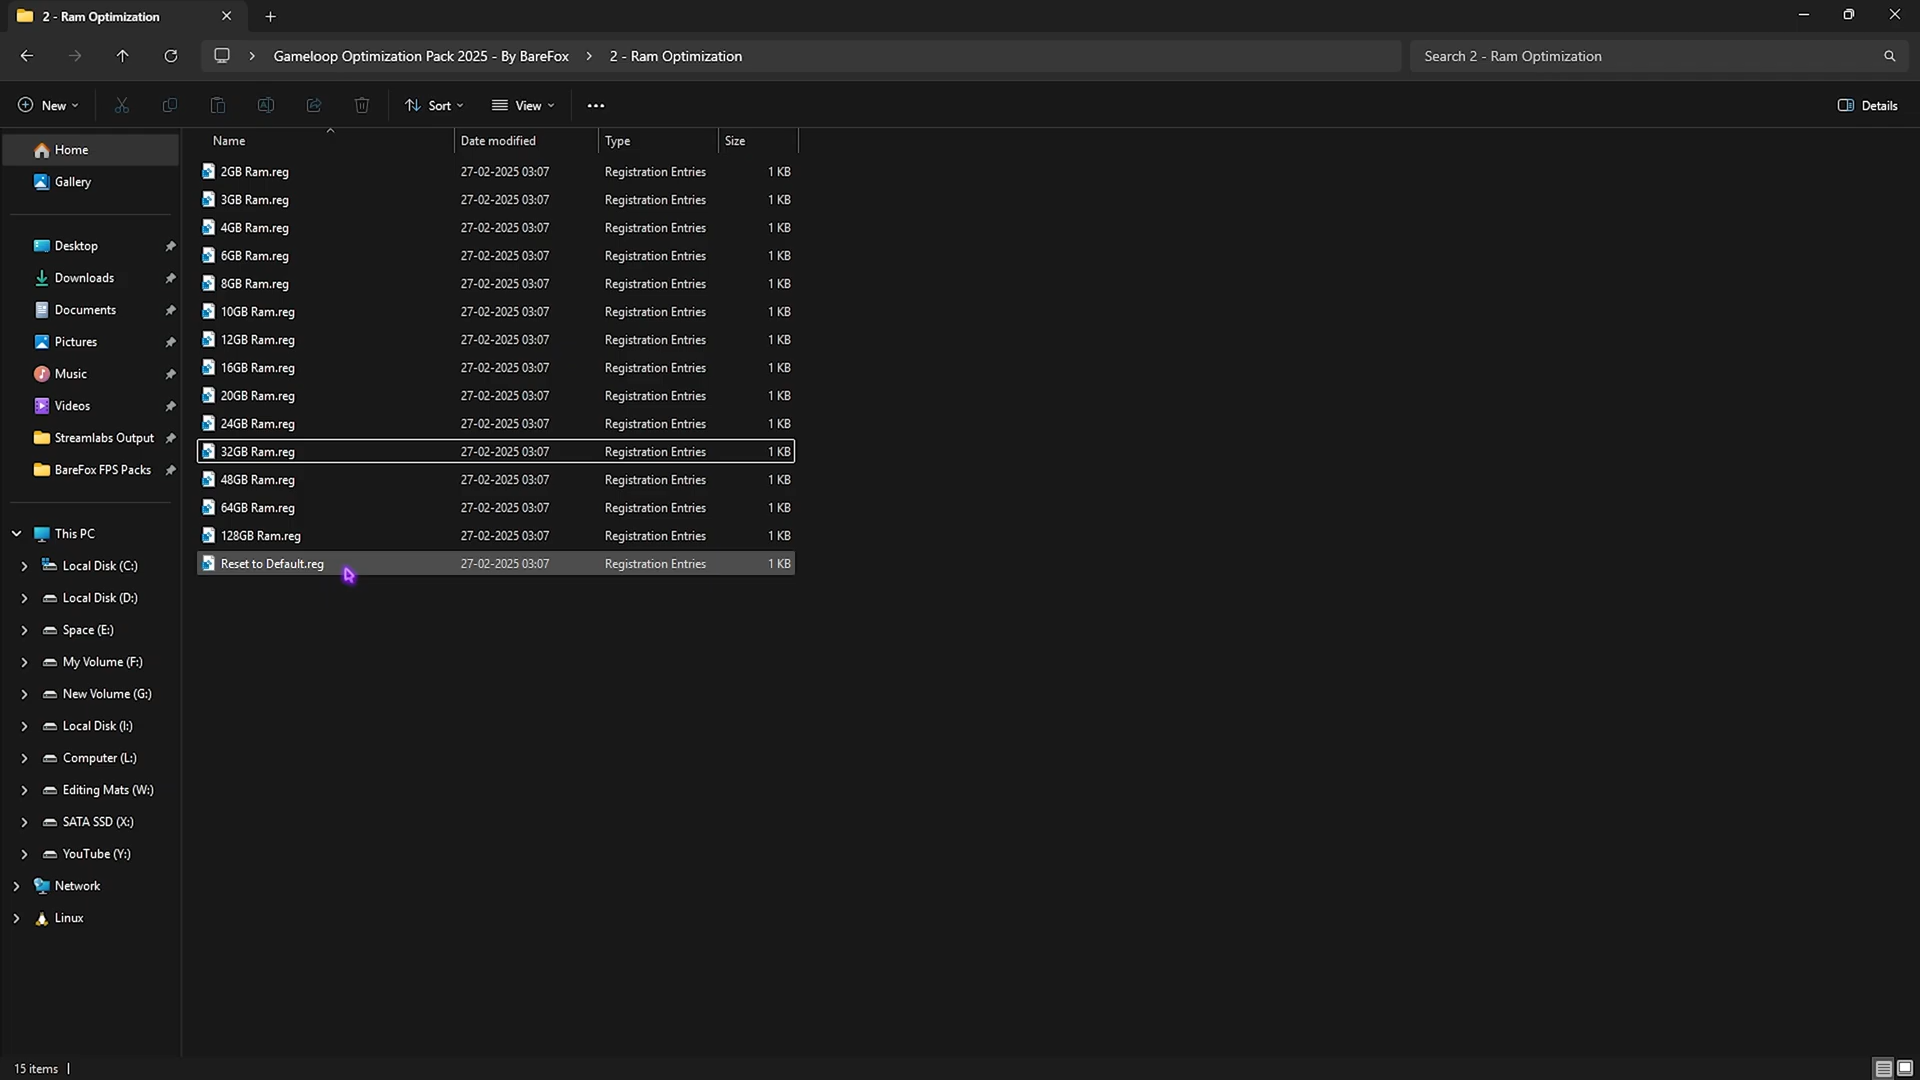 2 - Ram Optimization
Gameloop Optimization Pack 2025 - By BareFox
2 - Ram Optimization
Search 2 - Ram Optimization
New
Sort
View
Details
Name
Date modified
Type
Size
Home
Gallery
Desktop
Downloads
Documents
Pictures
Music
Videos
Streamlabs Output
BareFox FPS Packs
This PC
Local Disk (C:)
Local Disk (D:)
Space (E:)
My Volume (F:)
New Volume (G:)
Local Disk (I:)
Computer (L:)
Editing Mats (W:)
SATA SSD (X:)
YouTube (Y:)
Network
Linux
2GB Ram.reg 27-02-2025 03:07 Registration Entries 1 KB
3GB Ram.reg 27-02-2025 03:07 Registration Entries 1 KB
4GB Ram.reg 27-02-2025 03:07 Registration Entries 1 KB
6GB Ram.reg 27-02-2025 03:07 Registration Entries 1 KB
8GB Ram.reg 27-02-2025 03:07 Registration Entries 1 KB
10GB Ram.reg 27-02-2025 03:07 Registration Entries 1 KB
12GB Ram.reg 27-02-2025 03:07 Registration Entries 1 KB
16GB Ram.reg 27-02-2025 03:07 Registration Entries 1 KB
20GB Ram.reg 27-02-2025 03:07 Registration Entries 1 KB
24GB Ram.reg 27-02-2025 03:07 Registration Entries 1 KB
32GB Ram.reg 27-02-2025 03:07 Registration Entries 1 KB
48GB Ram.reg 27-02-2025 03:07 Registration Entries 1 KB
64GB Ram.reg 27-02-2025 03:07 Registration Entries 1 KB
128GB Ram.reg 27-02-2025 03:07 Registration Entries 1 KB
Reset to Default.reg 27-02-2025 03:07 Registration Entries 1 KB
15 items